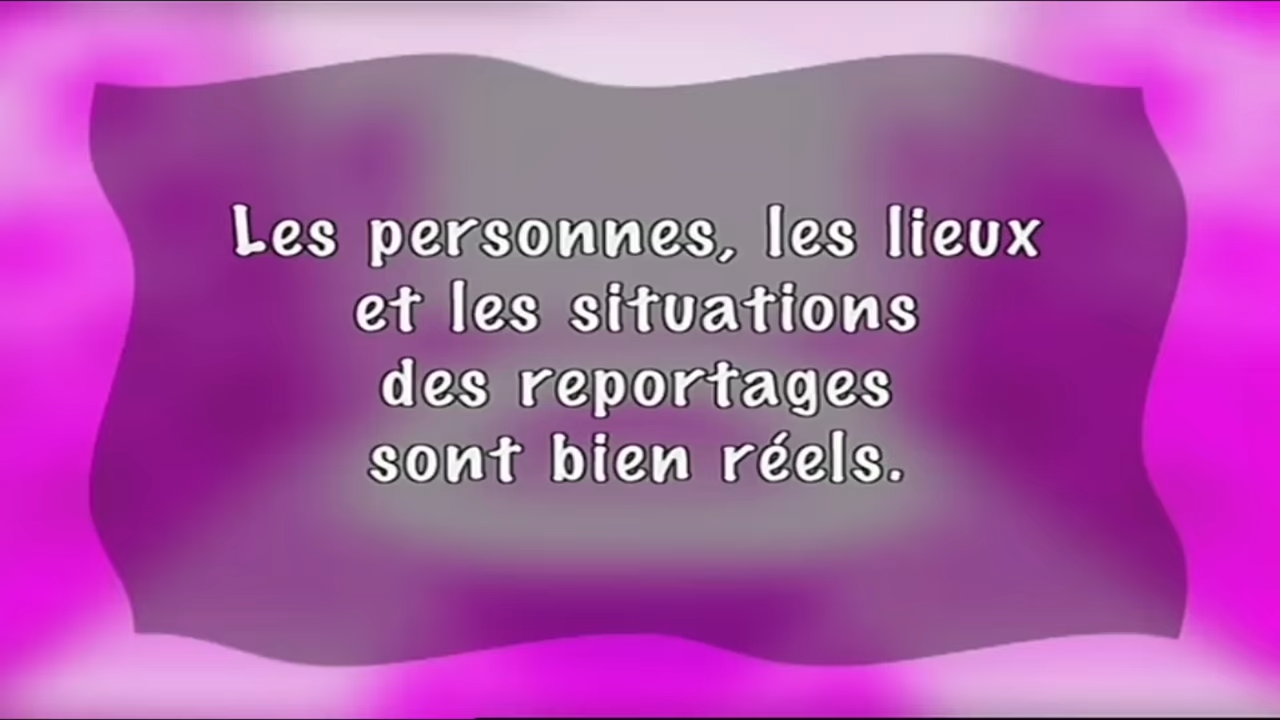 Les personnes, les lieux
et les situations
des reportages
sont bien réels.